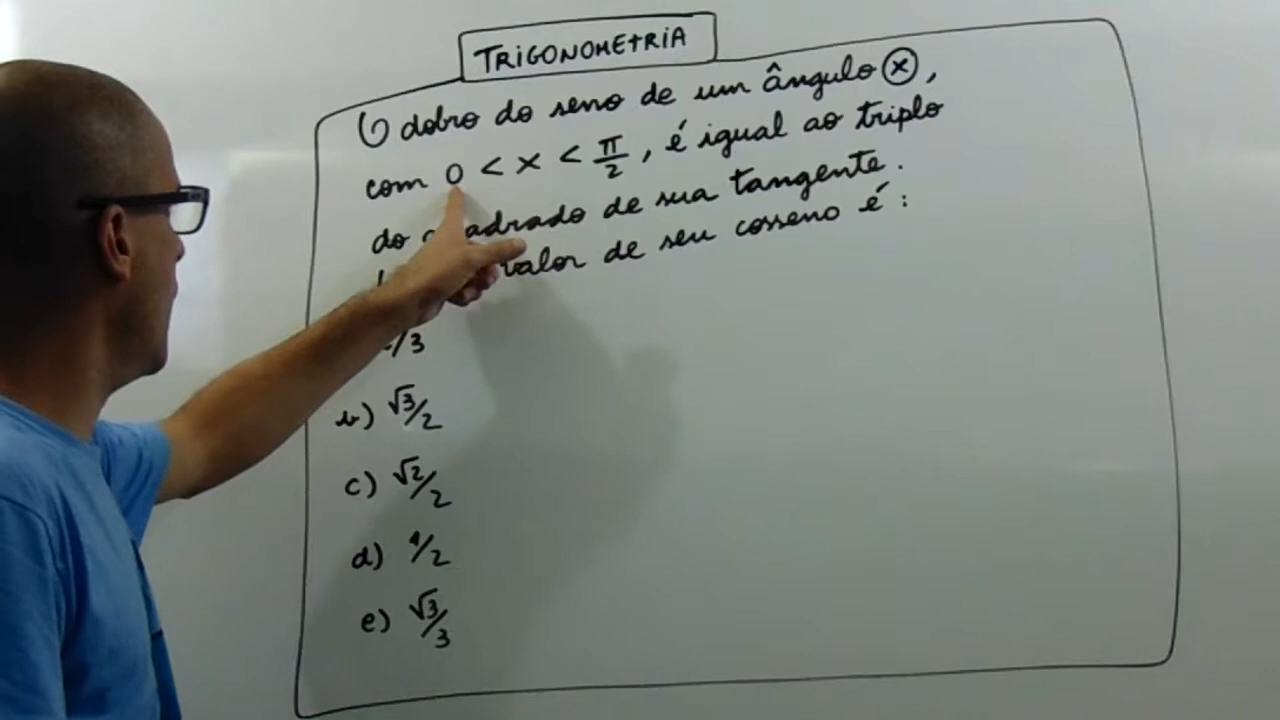 TRIGONOMETRIA
O dobro do seno de um ângulo x,
com 0 < x < π/2, é igual ao triplo
do quadrado de sua tangente.
valor de seu cosseno é:
/3
b) √3/2
c) √2/2
d) 1/2
e) √3/3